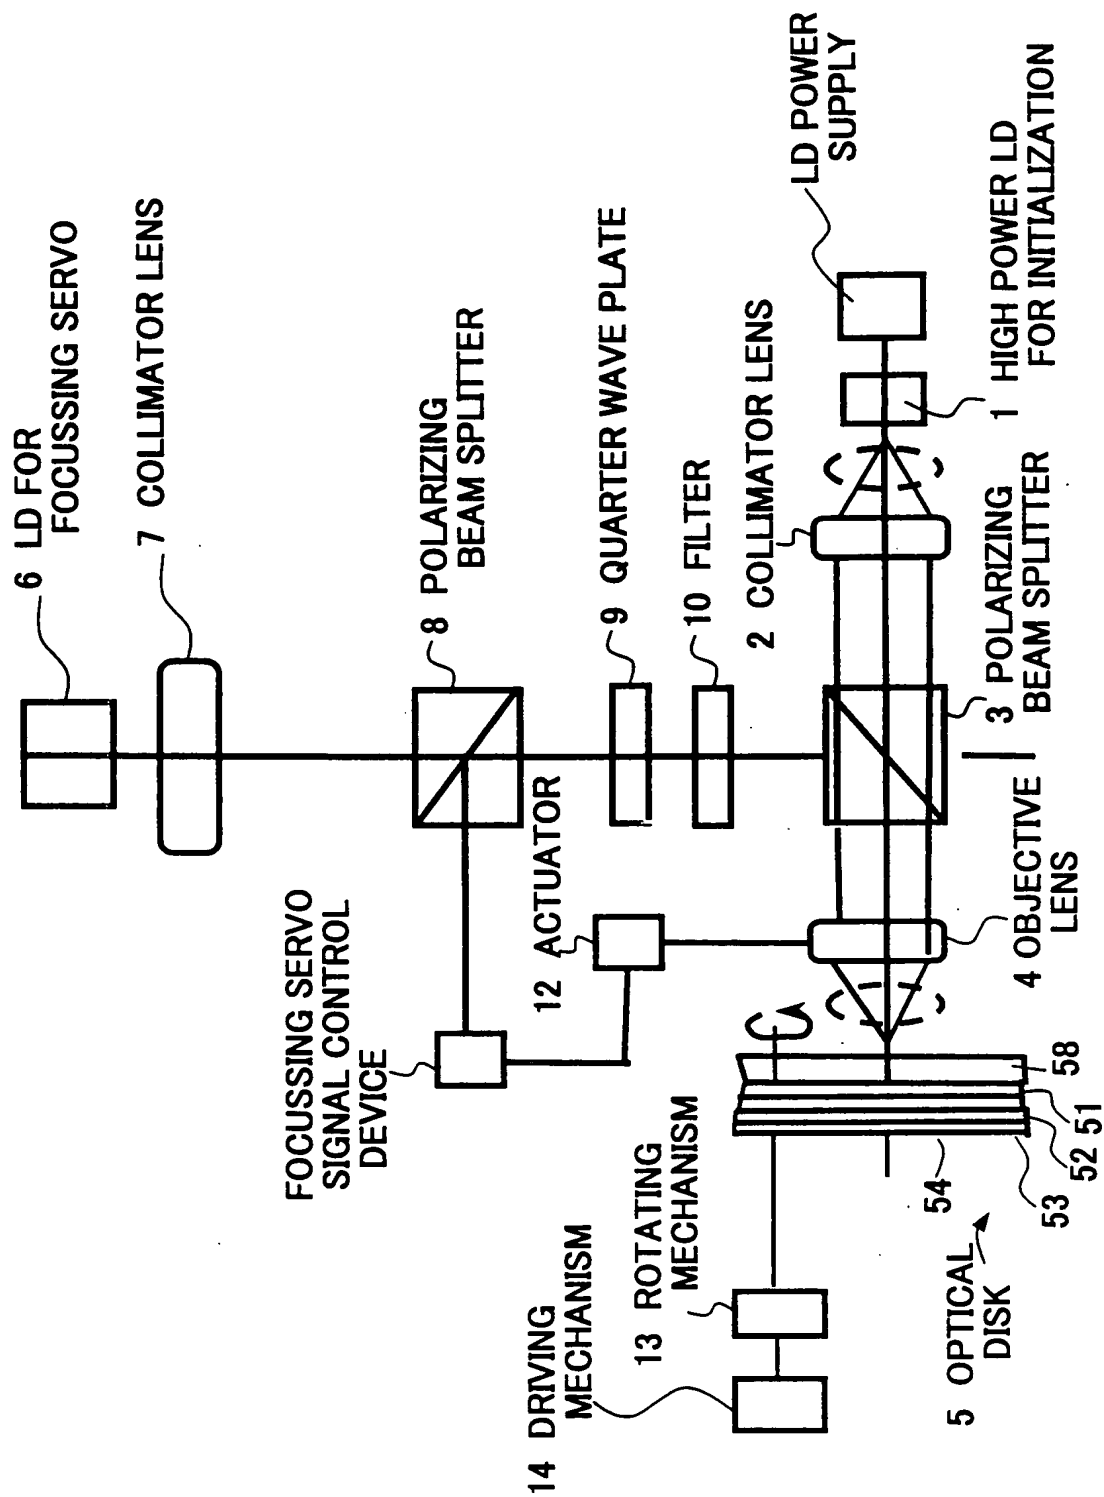 6 LD FOR
FOCUSSING SERVO
7 COLLIMATOR LENS
8 POLARIZING
BEAM SPLITTER
9 QUARTER WAVE PLATE
10 FILTER
2 COLLIMATOR LENS
LD POWER
SUPPLY
1 HIGH POWER LD
FOR INITIALIZATION
3 POLARIZING
BEAM SPLITTER
4 OBJECTIVE
LENS
12 ACTUATOR
FOCUSSING SERVO
SIGNAL CONTROL
DEVICE
58
51
52
53
54
13 ROTATING
MECHANISM
14 DRIVING
MECHANISM
5 OPTICAL
DISK